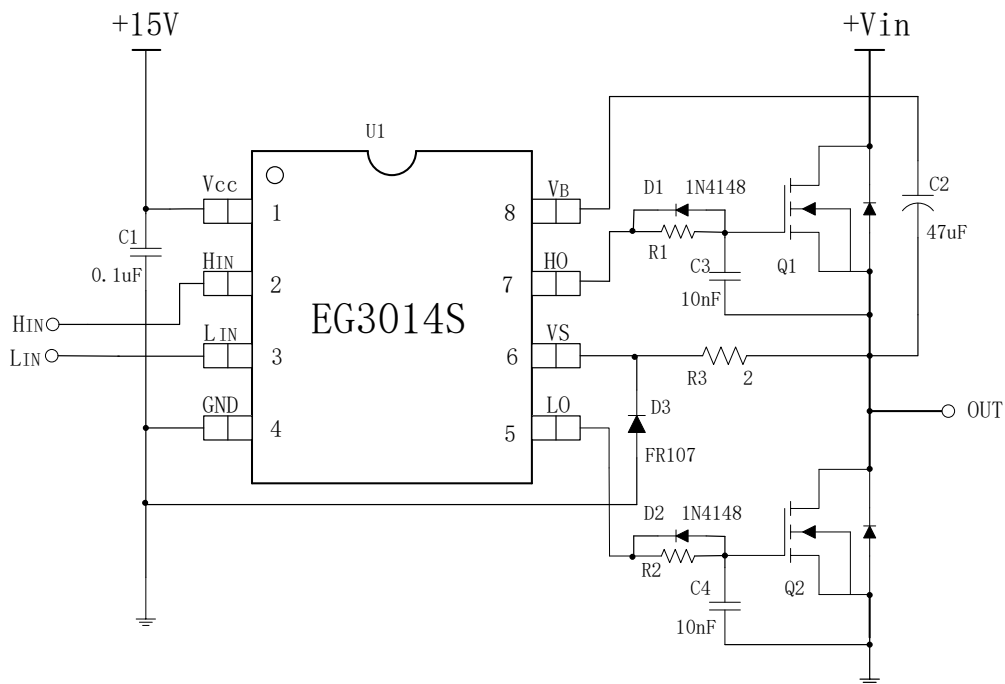 +15V
+Vin
U1
Vcc
1
VB
8
D1 1N4148
R1
C2
47uF
C1
0.1uF
HIN
2
HO
7
C3
10nF
Q1
EG3014S
HIN
LIN
LIN
3
VS
6
R3 2
GND
4
LO
5
D3
OUT
FR107
D2 1N4148
R2
C4
10nF
Q2